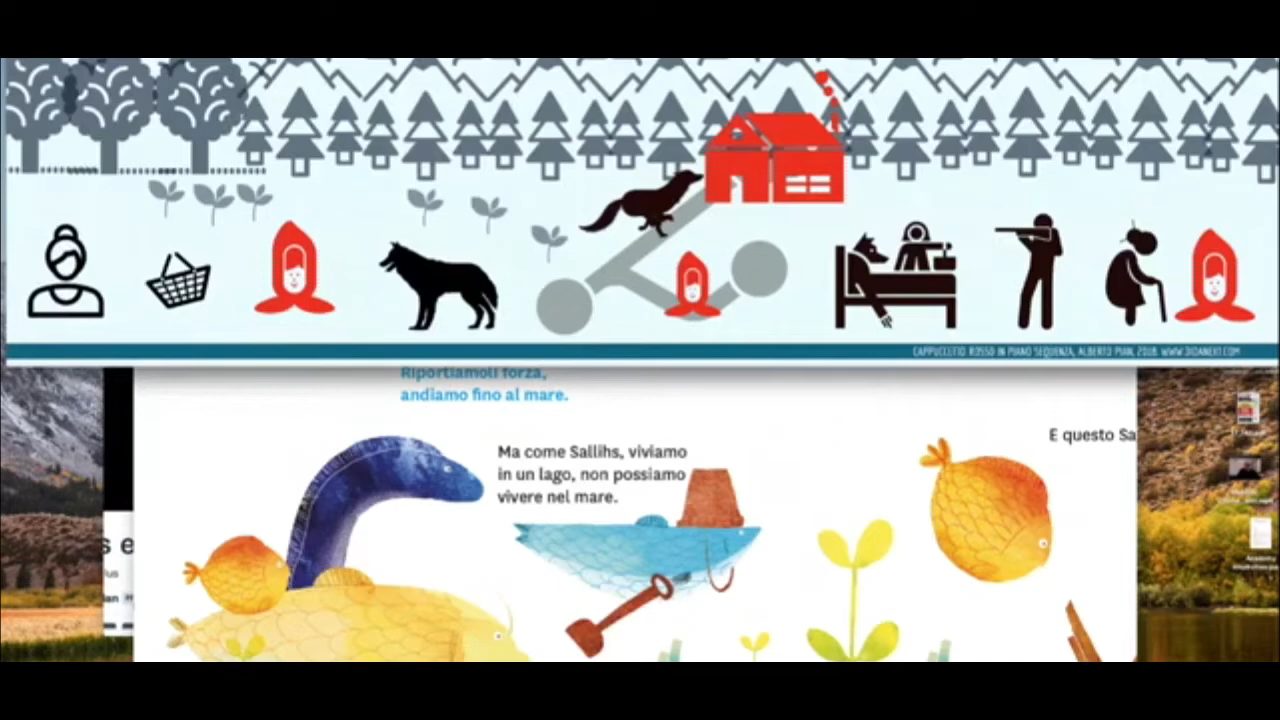 CAPPUCCETTO ROSSO IN PIANO SEQUENZA, ALBERTO PIAN, 2018. WWW.DIDANEXT.COM
Riportiamoli forza,
andiamo fino al mare.
E questo Sa
Ma come Sallihs, viviamo
in un lago, non possiamo
vivere nel mare.
s e